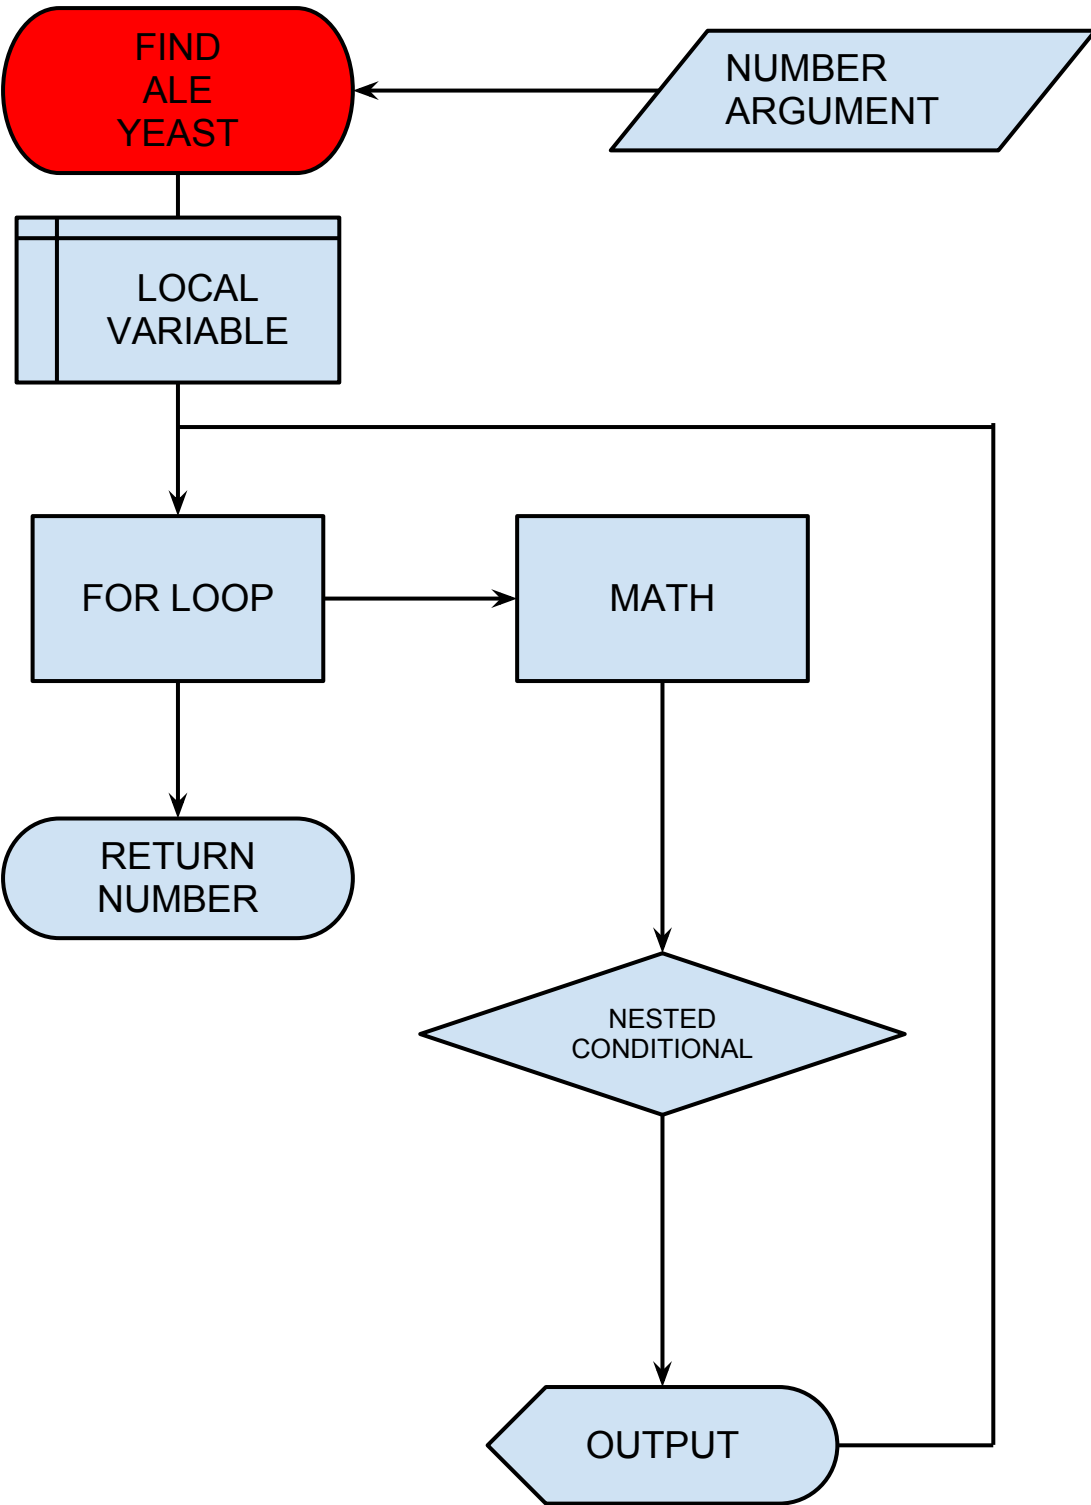 FIND
ALE
YEAST
NUMBER
ARGUMENT
LOCAL
VARIABLE
FOR LOOP
MATH
RETURN
NUMBER
NESTED
CONDITIONAL
OUTPUT